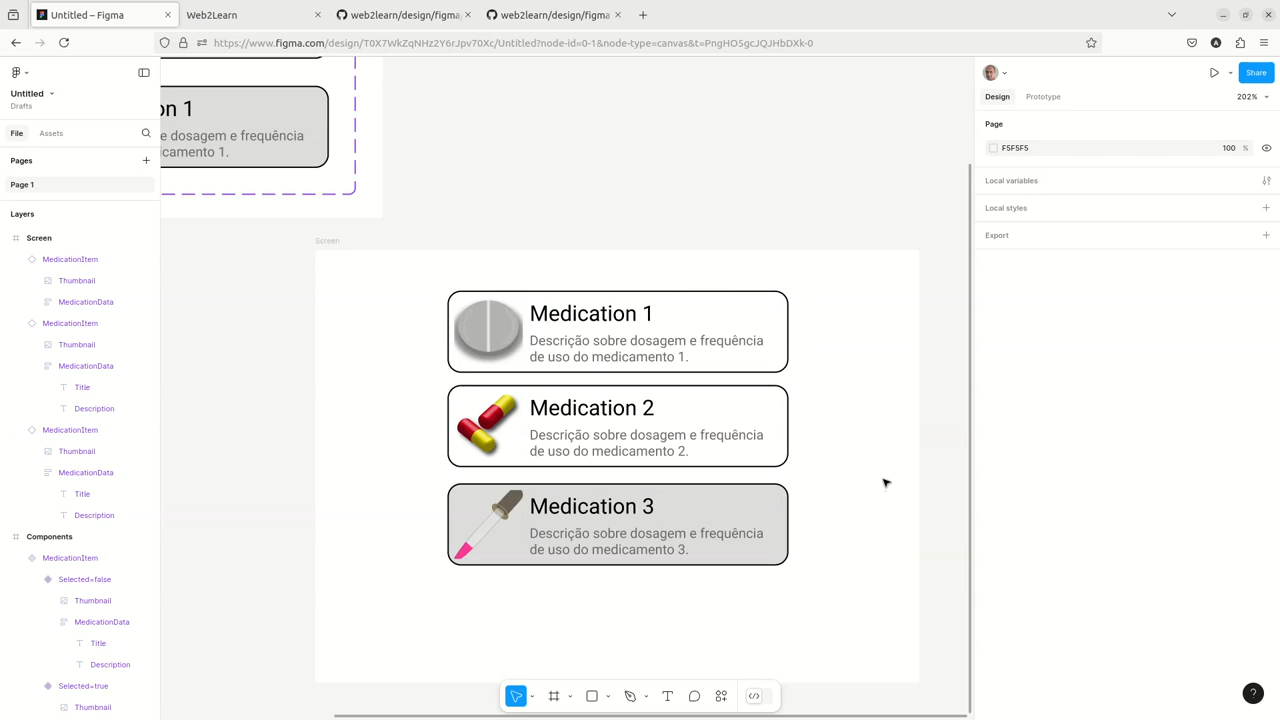 Untitled – Figma
Web2Learn
web2learn/design/figma,
web2learn/design/figma
https://www.figma.com/design/T0X7WkZqNHz2Y6rJpv70Xc/Untitled?node-id=0-1&node-type=canvas&t=PngHO5gcJQJHbDXk-0
Untitled
Drafts
File
Assets
Pages
Page 1
Layers
Screen
MedicationItem
Thumbnail
MedicationData
MedicationItem
Thumbnail
MedicationData
Title
Description
MedicationItem
Thumbnail
MedicationData
Title
Description
Components
MedicationItem
Selected=false
Thumbnail
MedicationData
Title
Description
Selected=true
Thumbnail
on 1
e dosagem e frequência
icamento 1.
Screen
Medication 1
Descrição sobre dosagem e frequência
de uso do medicamento 1.
Medication 2
Descrição sobre dosagem e frequência
de uso do medicamento 2.
Medication 3
Descrição sobre dosagem e frequência
de uso do medicamento 3.
Share
Design
Prototype
202%
Page
F5F5F5
100
%
Local variables
Local styles
Export